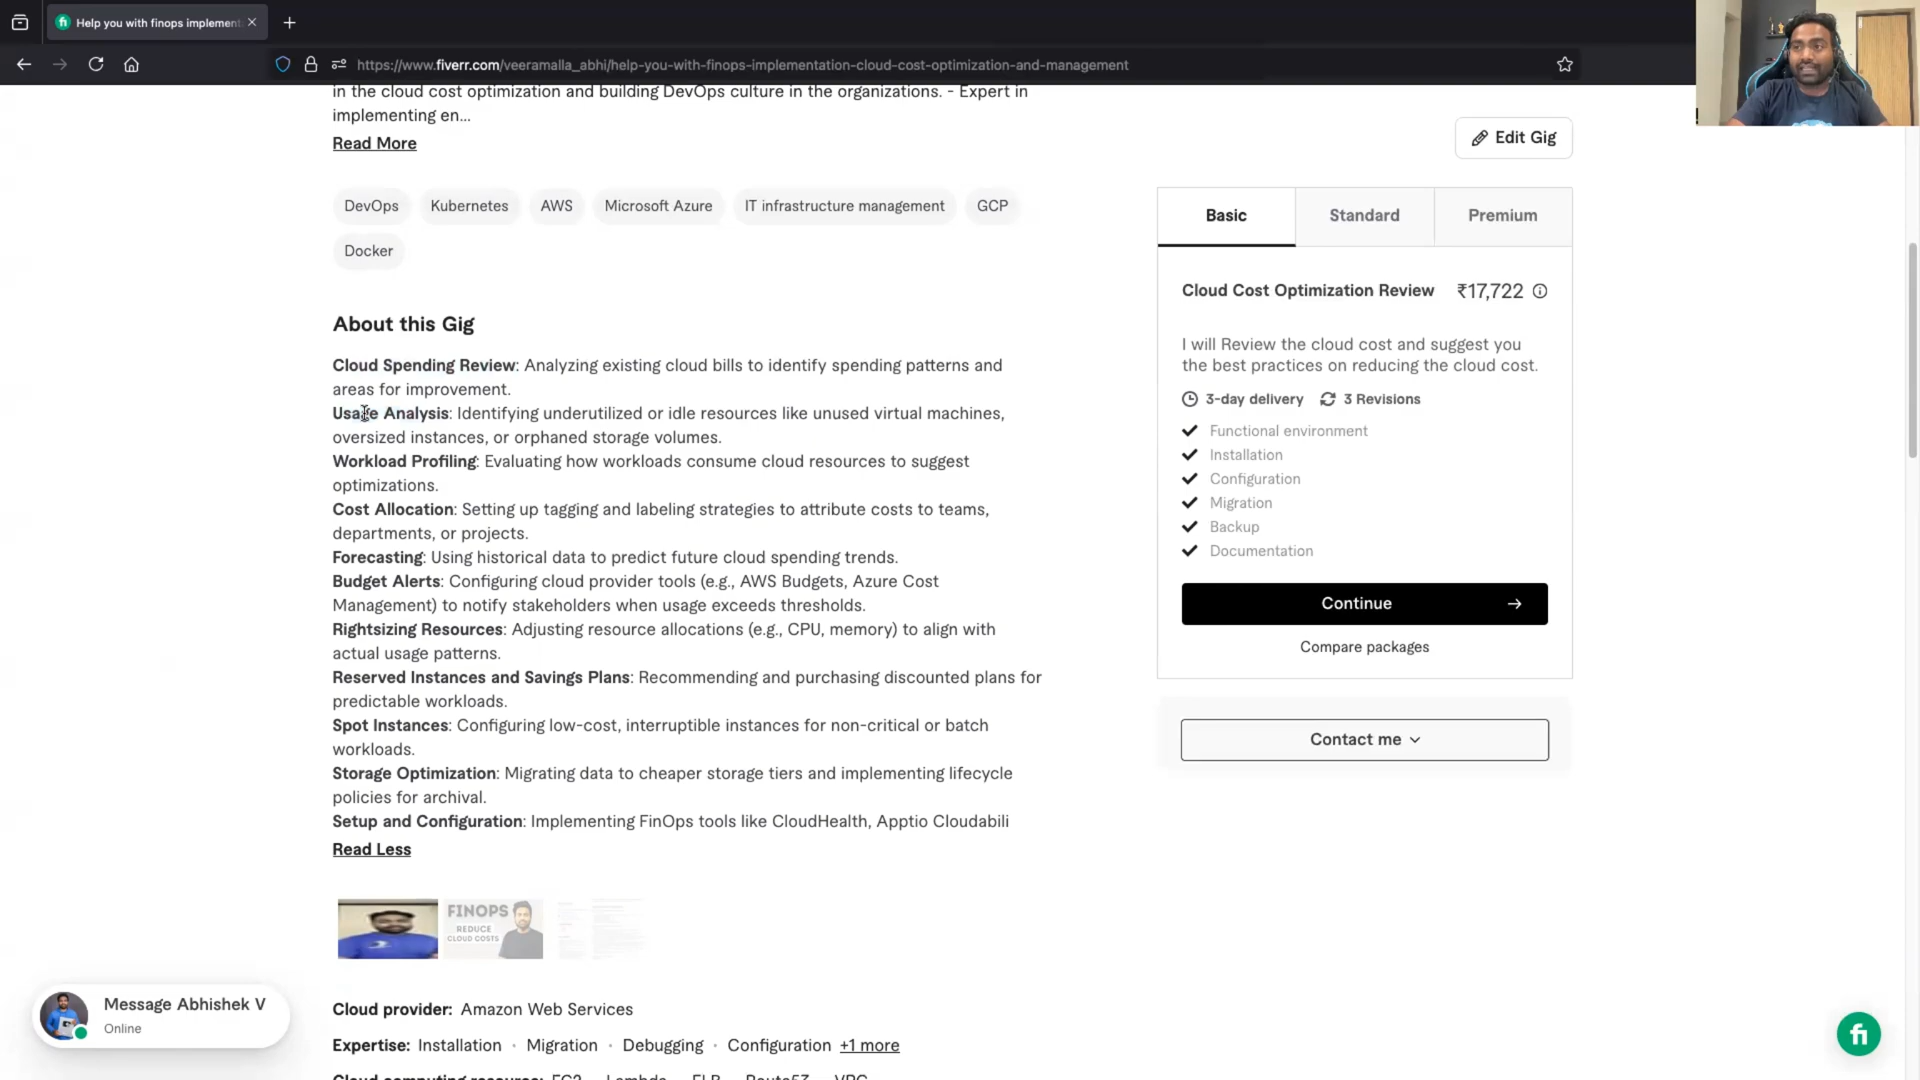 Help you with finops implement
https://www.fiverr.com/veeramalla_abhi/help-you-with-finops-implementation-cloud-cost-optimization-and-management
in the cloud cost optimization and building DevOps culture in the organizations. - Expert in
implementing en...
Read More
Edit Gig
DevOps
Kubernetes
AWS
Microsoft Azure
IT infrastructure management
GCP
Docker
About this Gig
Cloud Spending Review: Analyzing existing cloud bills to identify spending patterns and
areas for improvement.
Usage Analysis: Identifying underutilized or idle resources like unused virtual machines,
oversized instances, or orphaned storage volumes.
Workload Profiling: Evaluating how workloads consume cloud resources to suggest
optimizations.
Cost Allocation: Setting up tagging and labeling strategies to attribute costs to teams,
departments, or projects.
Forecasting: Using historical data to predict future cloud spending trends.
Budget Alerts: Configuring cloud provider tools (e.g., AWS Budgets, Azure Cost
Management) to notify stakeholders when usage exceeds thresholds.
Rightsizing Resources: Adjusting resource allocations (e.g., CPU, memory) to align with
actual usage patterns.
Reserved Instances and Savings Plans: Recommending and purchasing discounted plans for
predictable workloads.
Spot Instances: Configuring low-cost, interruptible instances for non-critical or batch
workloads.
Storage Optimization: Migrating data to cheaper storage tiers and implementing lifecycle
policies for archival.
Setup and Configuration: Implementing FinOps tools like CloudHealth, Apptio Cloudabili
Read Less
Basic
Standard
Premium
Cloud Cost Optimization Review ₹17,722
I will Review the cloud cost and suggest you
the best practices on reducing the cloud cost.
3-day delivery 3 Revisions
Functional environment
Installation
Configuration
Migration
Backup
Documentation
Continue
Compare packages
Contact me
FINOPS
REDUCE
CLOUD COSTS
Message Abhishek V
Online
Cloud provider: Amazon Web Services
Expertise: Installation · Migration · Debugging · Configuration +1 more
Cloud computing resource: EC2 Lambda ELB Route53 VPC
fi